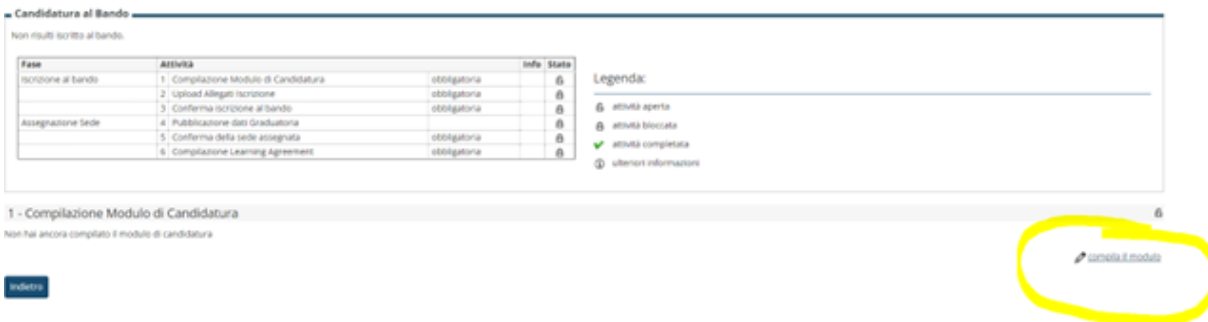 Candidatura al Bando
Non risulti iscritto al bando.
Fase Attività Info Stato
Iscrizione al bando 1 Compilazione Modulo di Candidatura obbligatoria
2 Upload Allegati Iscrizione obbligatoria
3 Conferma iscrizione al bando obbligatoria
Assegnazione Sede 4 Pubblicazione dati Graduatoria
5 Conferma della sede assegnata obbligatoria
6 Compilazione Learning Agreement obbligatoria
Legenda:
attività aperta
attività bloccata
attività completata
ulteriori informazioni
1 - Compilazione Modulo di Candidatura
Non hai ancora compilato il modulo di candidatura
compila il modulo
Indietro